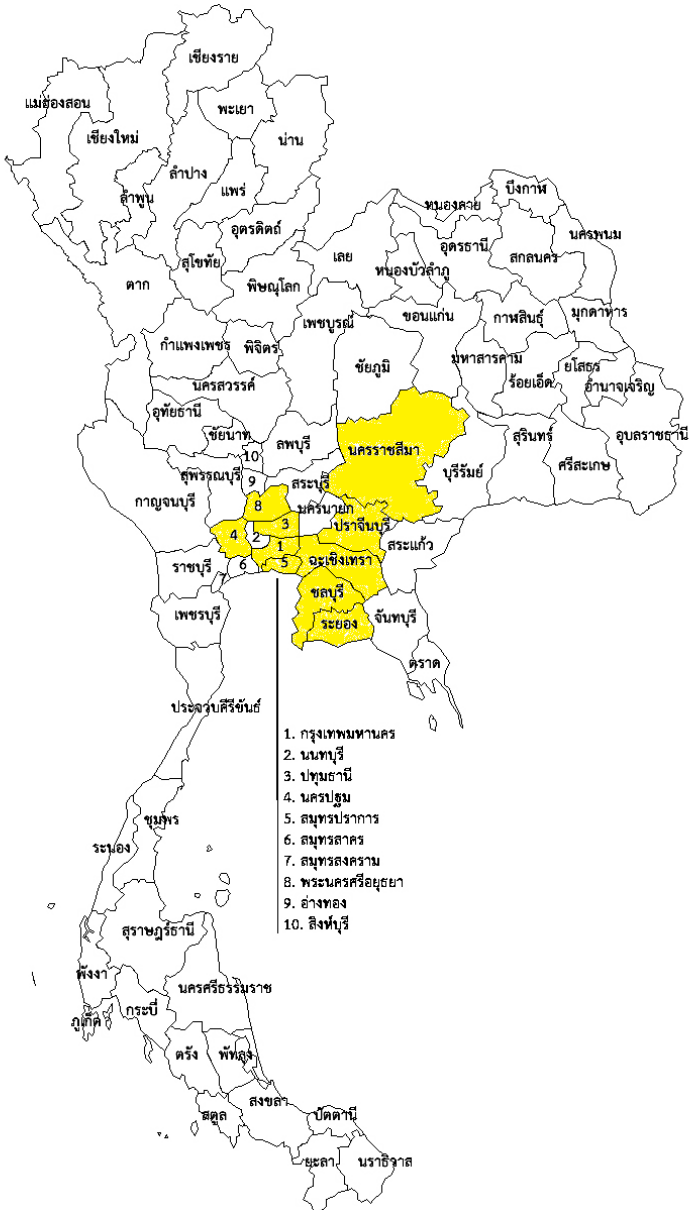 เชียงราย
แม่ฮ่องสอน
พะเยา
เชียงใหม่
น่าน
ลำปาง
แพร่
ลำพูน
บึงกาฬ
หนองคาย
อุตรดิตถ์
นครพนม
อุดรธานี
เลย
สกลนคร
สุโขทัย
หนองบัวลำภู
ตาก
พิษณุโลก
เพชรบูรณ์
ขอนแก่น
กาฬสินธุ์
มุกดาหาร
กำแพงเพชร
พิจิตร
ชัยภูมิ
มหาสารคาม
ยโสธร
ร้อยเอ็ด
อำนาจเจริญ
นครสวรรค์
อุทัยธานี
ชัยนาท
ลพบุรี
นครราชสีมา
สุรินทร์
อุบลราชธานี
10
สุพรรณบุรี
สระบุรี
บุรีรัมย์
ศรีสะเกษ
9
กาญจนบุรี
8
นครนายก
3
ปราจีนบุรี
4
2
1
สระแก้ว
ราชบุรี
6
5
ฉะเชิงเทรา
7
ชลบุรี
เพชรบุรี
ระยอง
จันทบุรี
ตราด
ประจวบคีรีขันธ์
1. กรุงเทพมหานคร
2. นนทบุรี
3. ปทุมธานี
4. นครปฐม
5. สมุทรปราการ
6. สมุทรสาคร
7. สมุทรสงคราม
8. พระนครศรีอยุธยา
9. อ่างทอง
10. สิงห์บุรี
ชุมพร
ระนอง
สุราษฎร์ธานี
พังงา
นครศรีธรรมราช
กระบี่
ภูเก็ต
ตรัง
พัทลุง
สงขลา
สตูล
ปัตตานี
ยะลา
นราธิวาส